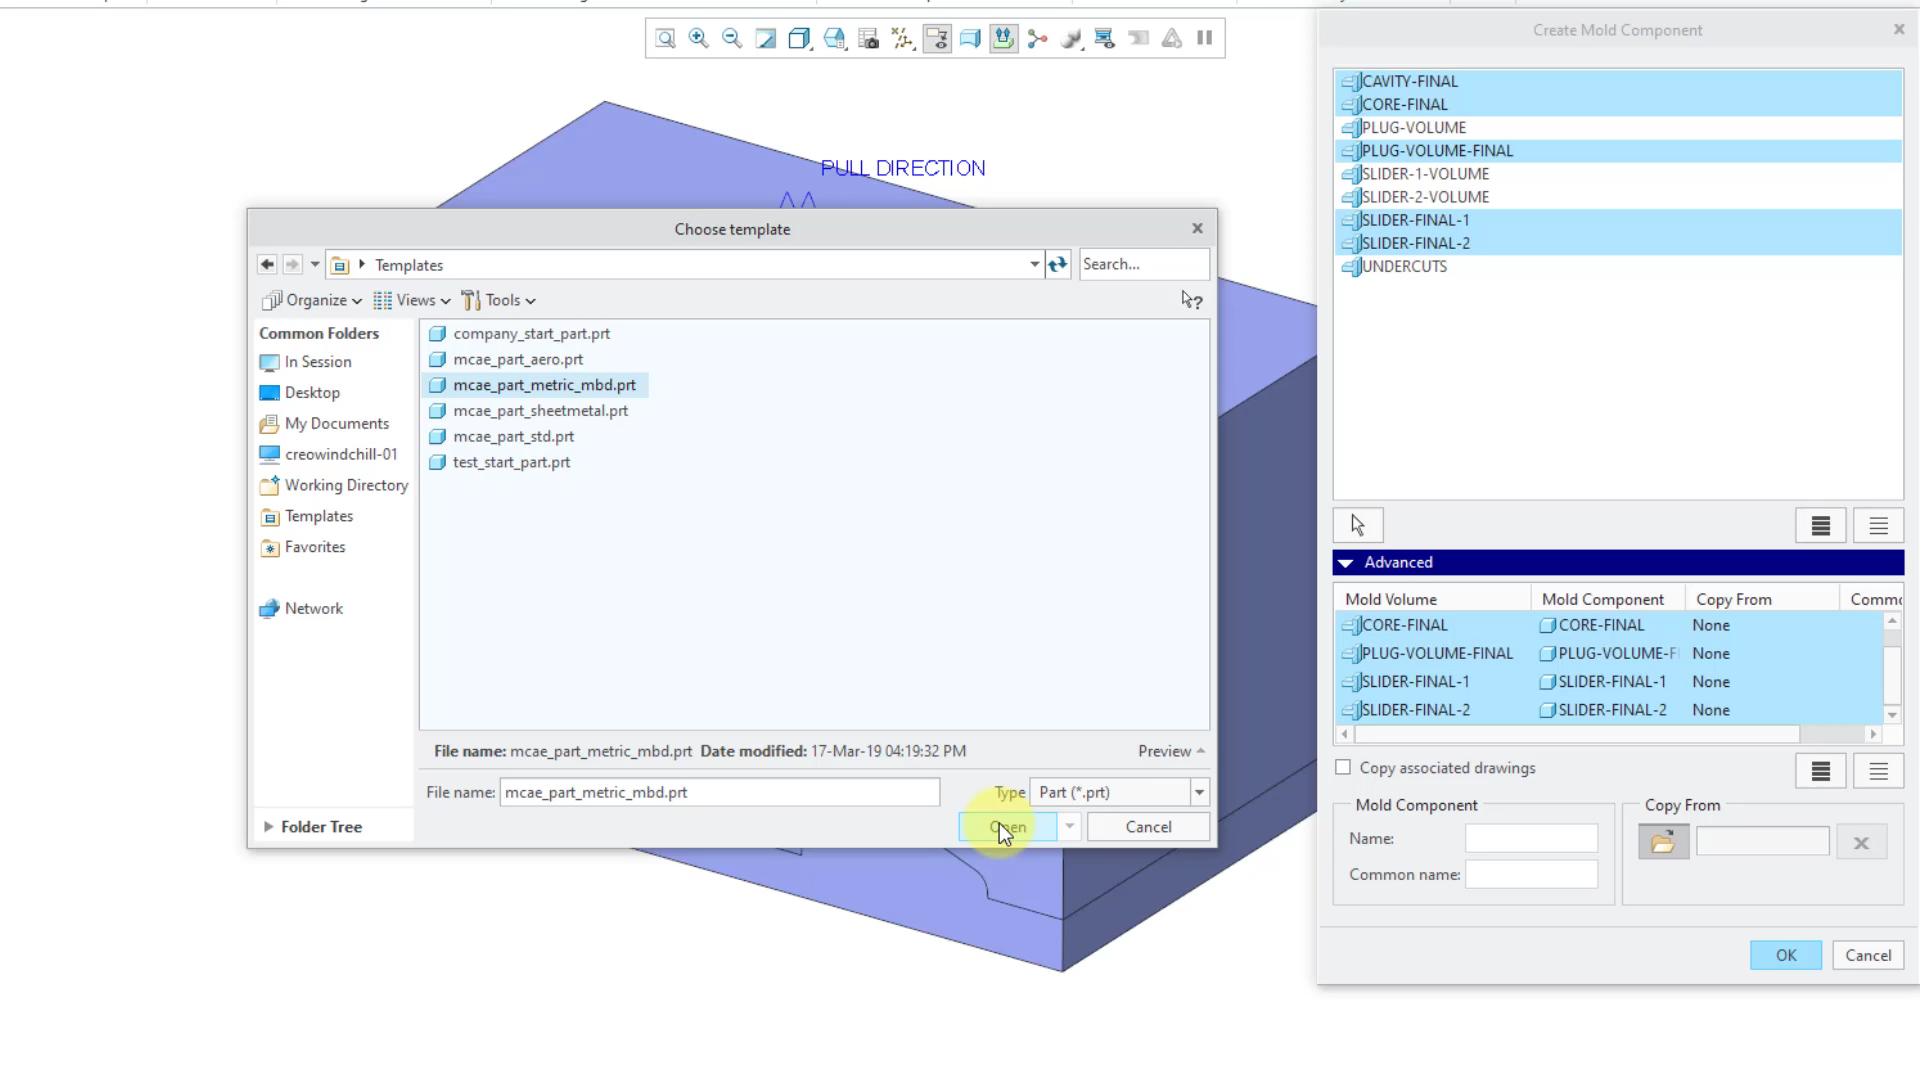 Create Mold Component
CAVITY-FINAL
CORE-FINAL
PLUG-VOLUME
PLUG-VOLUME-FINAL
SLIDER-1-VOLUME
SLIDER-2-VOLUME
SLIDER-FINAL-1
SLIDER-FINAL-2
UNDERCUTS
PULL DIRECTION
Choose template
Templates
Search...
Organize Views Tools
Common Folders
In Session
Desktop
My Documents
creowindchill-01
Working Directory
Templates
Favorites
Network
Folder Tree
company_start_part.prt
mcae_part_aero.prt
mcae_part_metric_mbd.prt
mcae_part_sheetmetal.prt
mcae_part_std.prt
test_start_part.prt
File name: mcae_part_metric_mbd.prt Date modified: 17-Mar-19 04:19:32 PM
Preview
File name: mcae_part_metric_mbd.prt
Type Part (*.prt)
Open
Cancel
Advanced
Mold Volume Mold Component Copy From Commo
CORE-FINAL CORE-FINAL None
PLUG-VOLUME-FINAL PLUG-VOLUME-FI None
SLIDER-FINAL-1 SLIDER-FINAL-1 None
SLIDER-FINAL-2 SLIDER-FINAL-2 None
Copy associated drawings
Mold Component
Name:
Common name:
Copy From
OK
Cancel